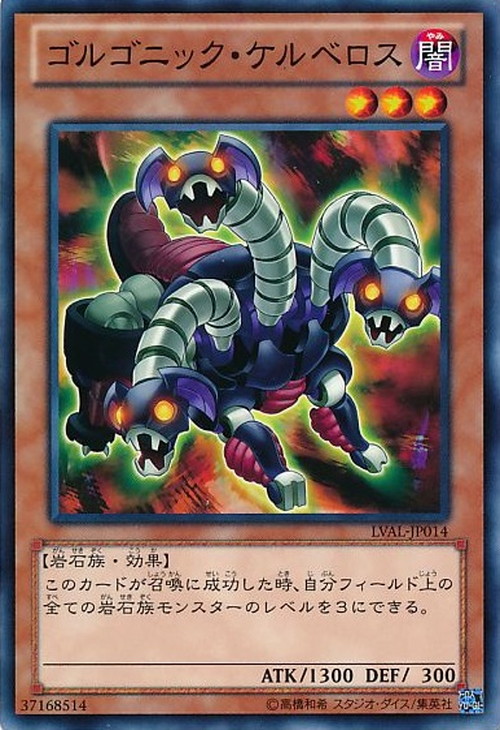 ゴルゴニック・ケルベロス
やみ
闇
LVAL-JP014
【岩石族・効果】
このカードが召喚に成功した時、自分フィールド上の
全ての岩石族モンスターのレベルを3にできる。
ATK/1300 DEF/ 300
37168514
©高橋和希 スタジオ・ダイス/集英社